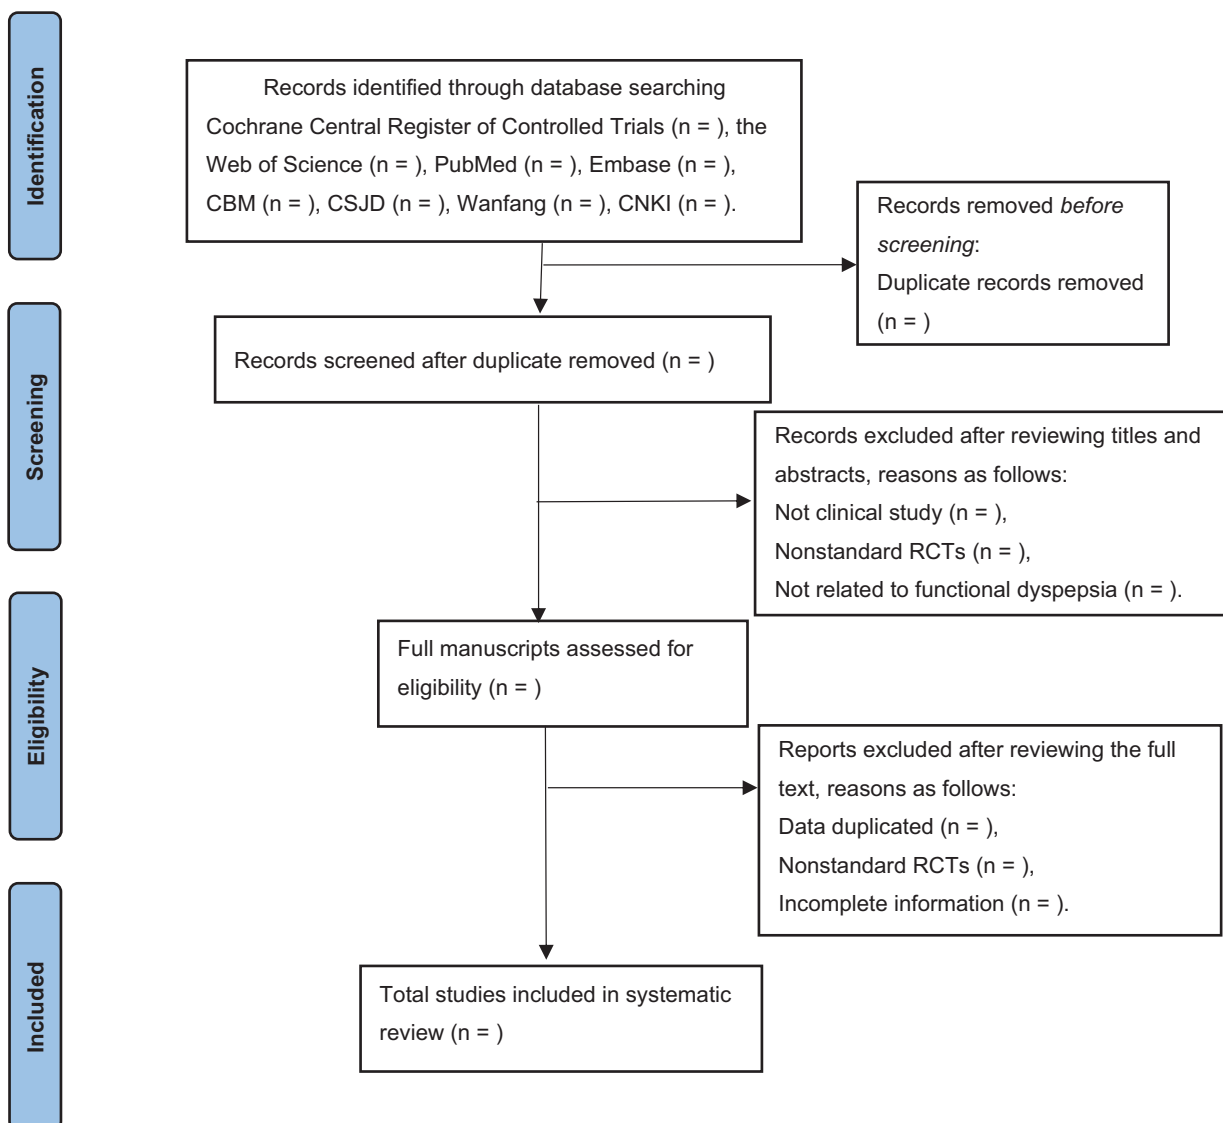 Identification
Records identified through database searching
Cochrane Central Register of Controlled Trials (n = ), the
Web of Science (n = ), PubMed (n = ), Embase (n = ),
CBM (n = ), CSJD (n = ), Wanfang (n = ), CNKI (n = ).
Records removed before
screening:
Duplicate records removed
(n = )
Screening
Records screened after duplicate removed (n = )
Records excluded after reviewing titles and
abstracts, reasons as follows:
Not clinical study (n = ),
Nonstandard RCTs (n = ),
Not related to functional dyspepsia (n = ).
Eligibility
Full manuscripts assessed for
eligibility (n = )
Reports excluded after reviewing the full
text, reasons as follows:
Data duplicated (n = ),
Nonstandard RCTs (n = ),
Incomplete information (n = ).
Included
Total studies included in systematic
review (n = )